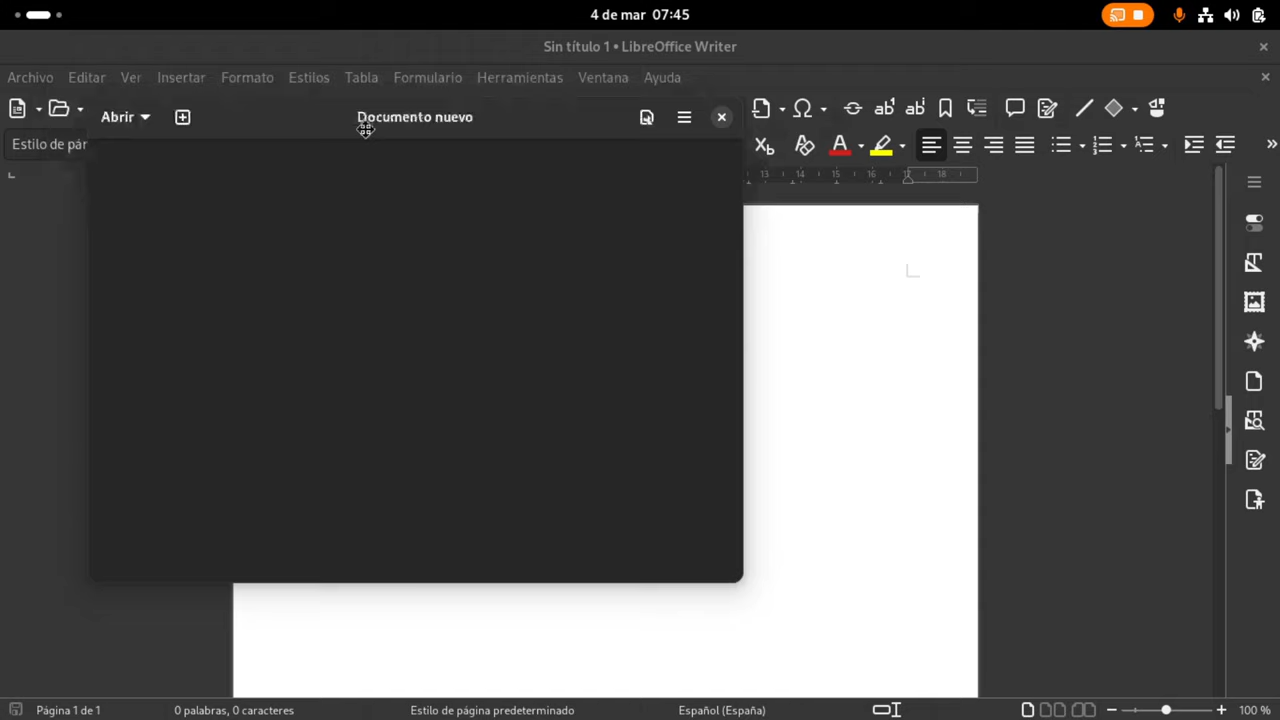 4 de mar 07:45
Sin título 1 • LibreOffice Writer
Archivo Editar Ver Insertar Formato Estilos Tabla Formulario Herramientas Ventana Ayuda
Abrir
Documento nuevo
Estilo de pár
13 14 15 16 17 18
Página 1 de 1
0 palabras, 0 caracteres
Estilo de página predeterminado
Español (España)
100 %